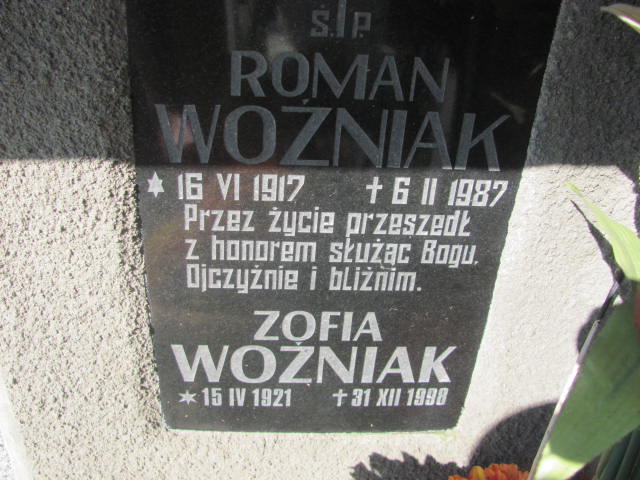 Ś.†P.
ROMAN
WOŹNIAK
* 16 VI 1917 † 6 II 1987
Przez życie przeszedł
z honorem służąc Bogu,
Ojczyźnie i bliźnim.
ZOFIA
WOŹNIAK
* 15 IV 1921 † 31 XII 1998